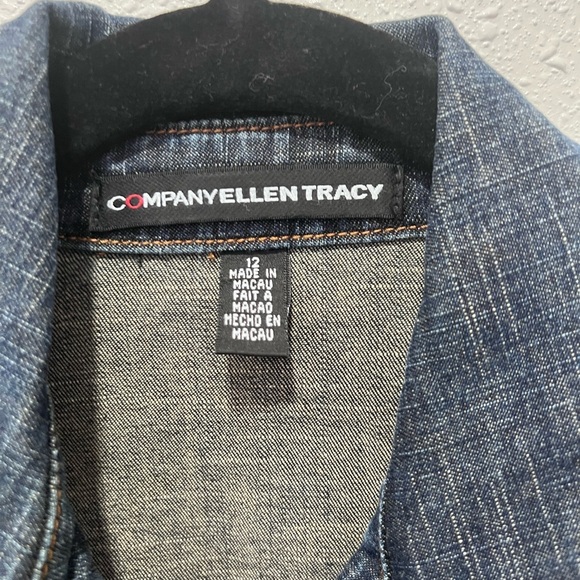 COMPANYELLEN TRACY
12
MADE IN
MACAU
FAIT A
MACAO
HECHO EN
MACAU